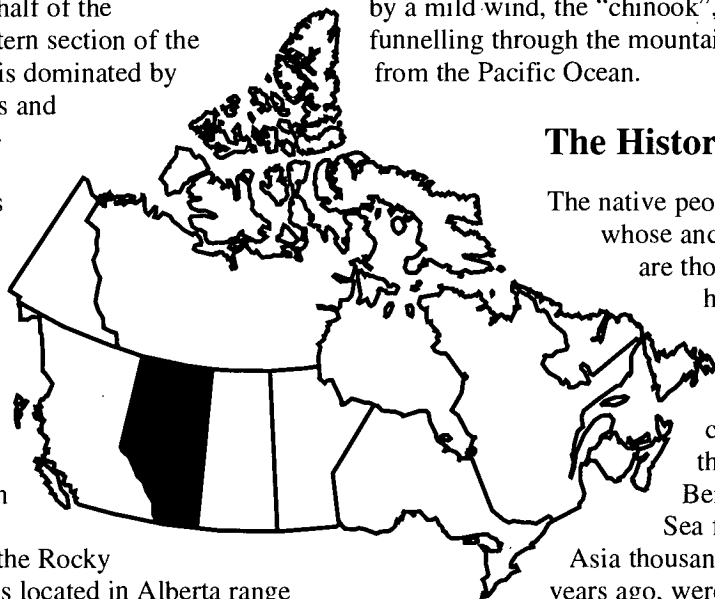 half of the
tern section of the
is dominated by
s and
s
n
the Rocky
s located in Alberta range
by a mild wind, the “chinook”,
funnelling through the mountai
from the Pacific Ocean.
The Histor
The native peo
whose anc
are tho
h
c
th
Ber
Sea f
Asia thousan
years ago, were